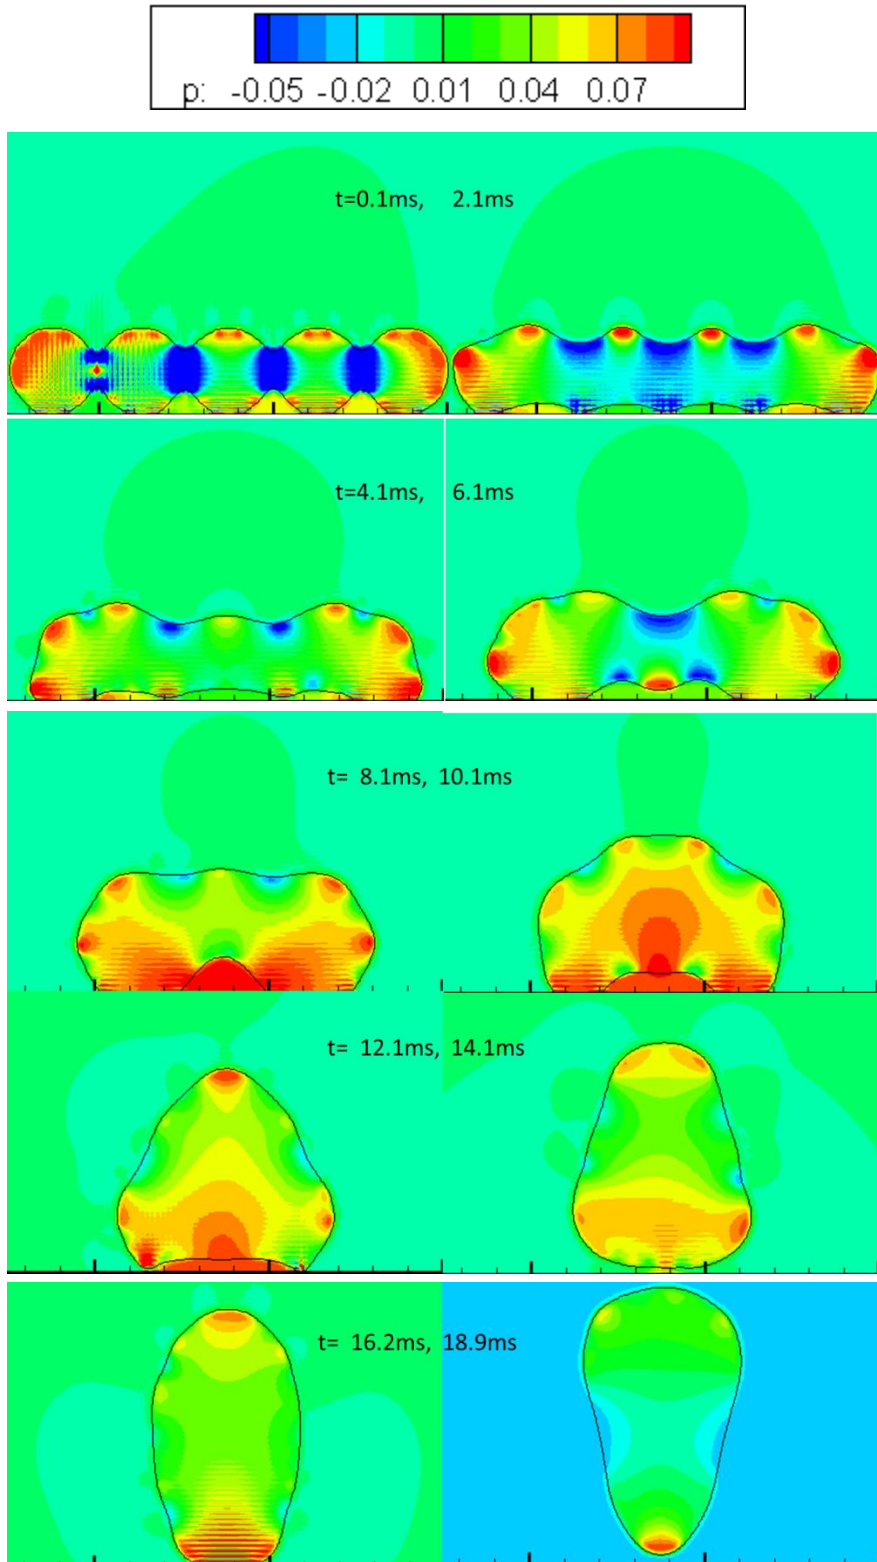 p: -0.05 -0.02 0.01 0.04 0.07
t=0.1ms, 2.1ms
t=4.1ms, 6.1ms
t= 8.1ms, 10.1ms
t= 12.1ms, 14.1ms
t= 16.2ms, 18.9ms